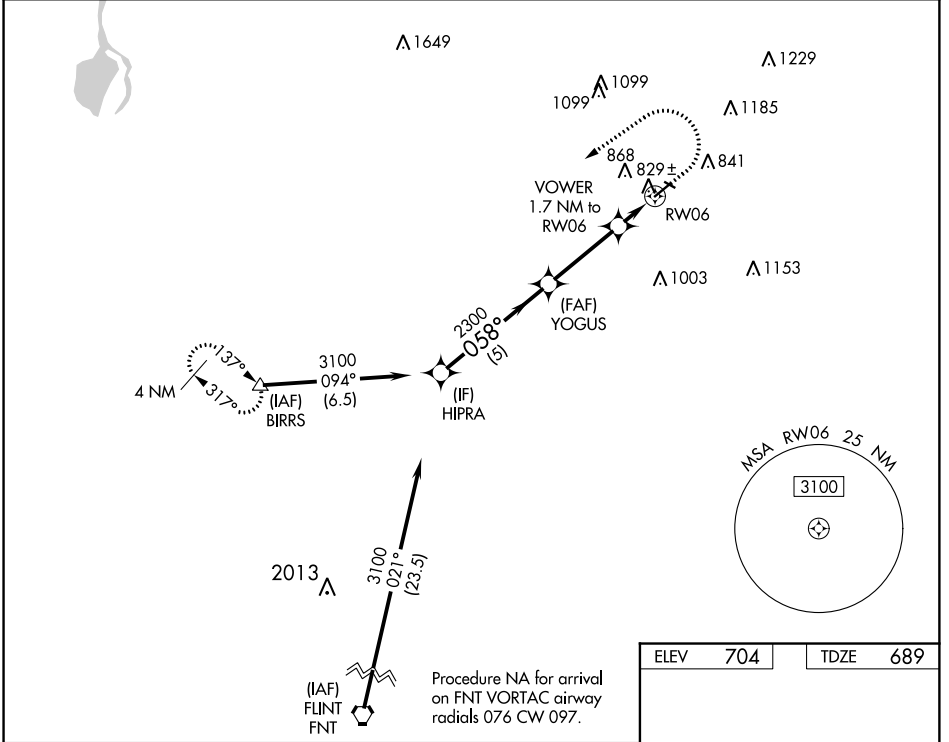 1649
1229
1099
1099
1185
868
829±
841
VOWER
1.7 NM to
RW06
RW06
1003
1153
(FAF)
YOGUS
2300
058°
(5)
137°
317°
4 NM
3100
094°
(6.5)
(IAF)
BIRRS
(IF)
HIPRA
MSA RW06 25 NM
3100
2013
3100
021°
(23.5)
(IAF)
FLINT
FNT
Procedure NA for arrival
on FNT VORTAC airway
radials 076 CW 097.
ELEV 704
TDZE 689